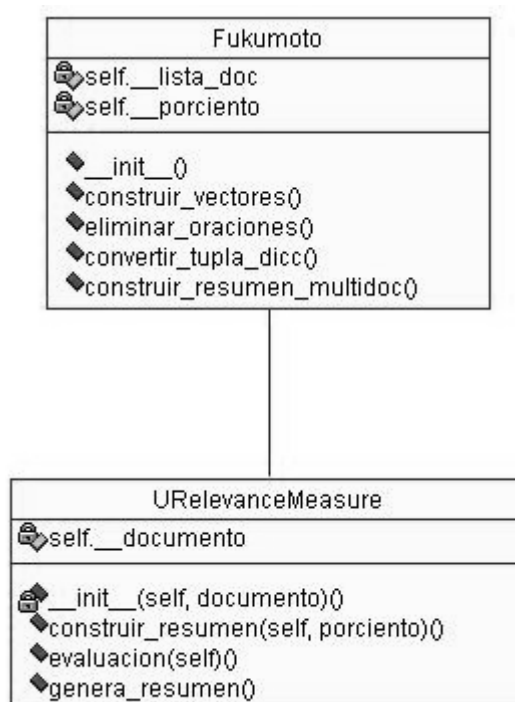 Fukumoto
self.__lista_doc
self.__porciento
__init__()
construir_vectores()
eliminar_oraciones()
convertir_tupla_dicc()
construir_resumen_multidoc()
URelevanceMeasure
self.__documento
__init__(self, documento)()
construir_resumen(self, porciento)()
evaluacion(self)()
genera_resumen()